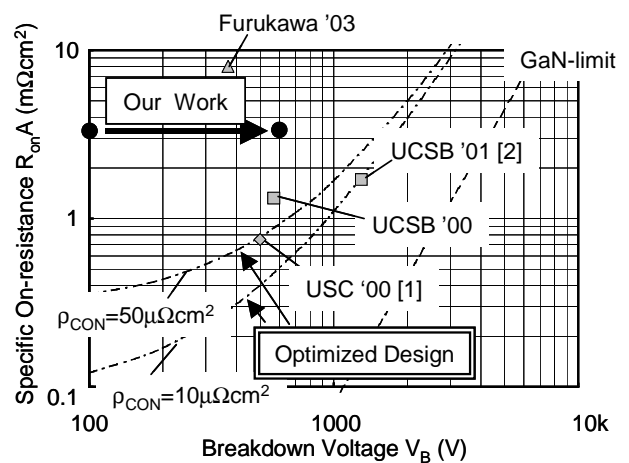 Furukawa '03
10
GaN-limit
Our Work
UCSB '01 [2]
1
UCSB '00
USC '00 [1]
ρCON=50μΩcm²
Optimized Design
ρCON=10μΩcm²
0.1
100
1000
10k
Specific On-resistance RonA (mΩcm²)
Breakdown Voltage VB (V)